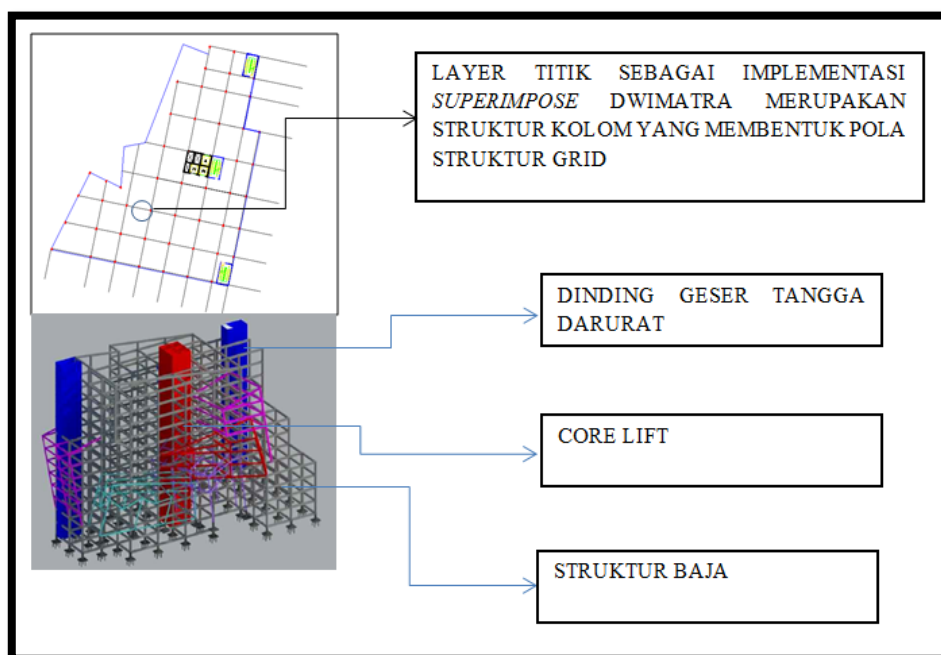 LAYER TITIK SEBAGAI IMPLEMENTASI
SUPERIMPOSE DWIMATRA MERUPAKAN
STRUKTUR KOLOM YANG MEMBENTUK POLA
STRUKTUR GRID
DINDING GESER TANGGA
DARURAT
CORE LIFT
STRUKTUR BAJA